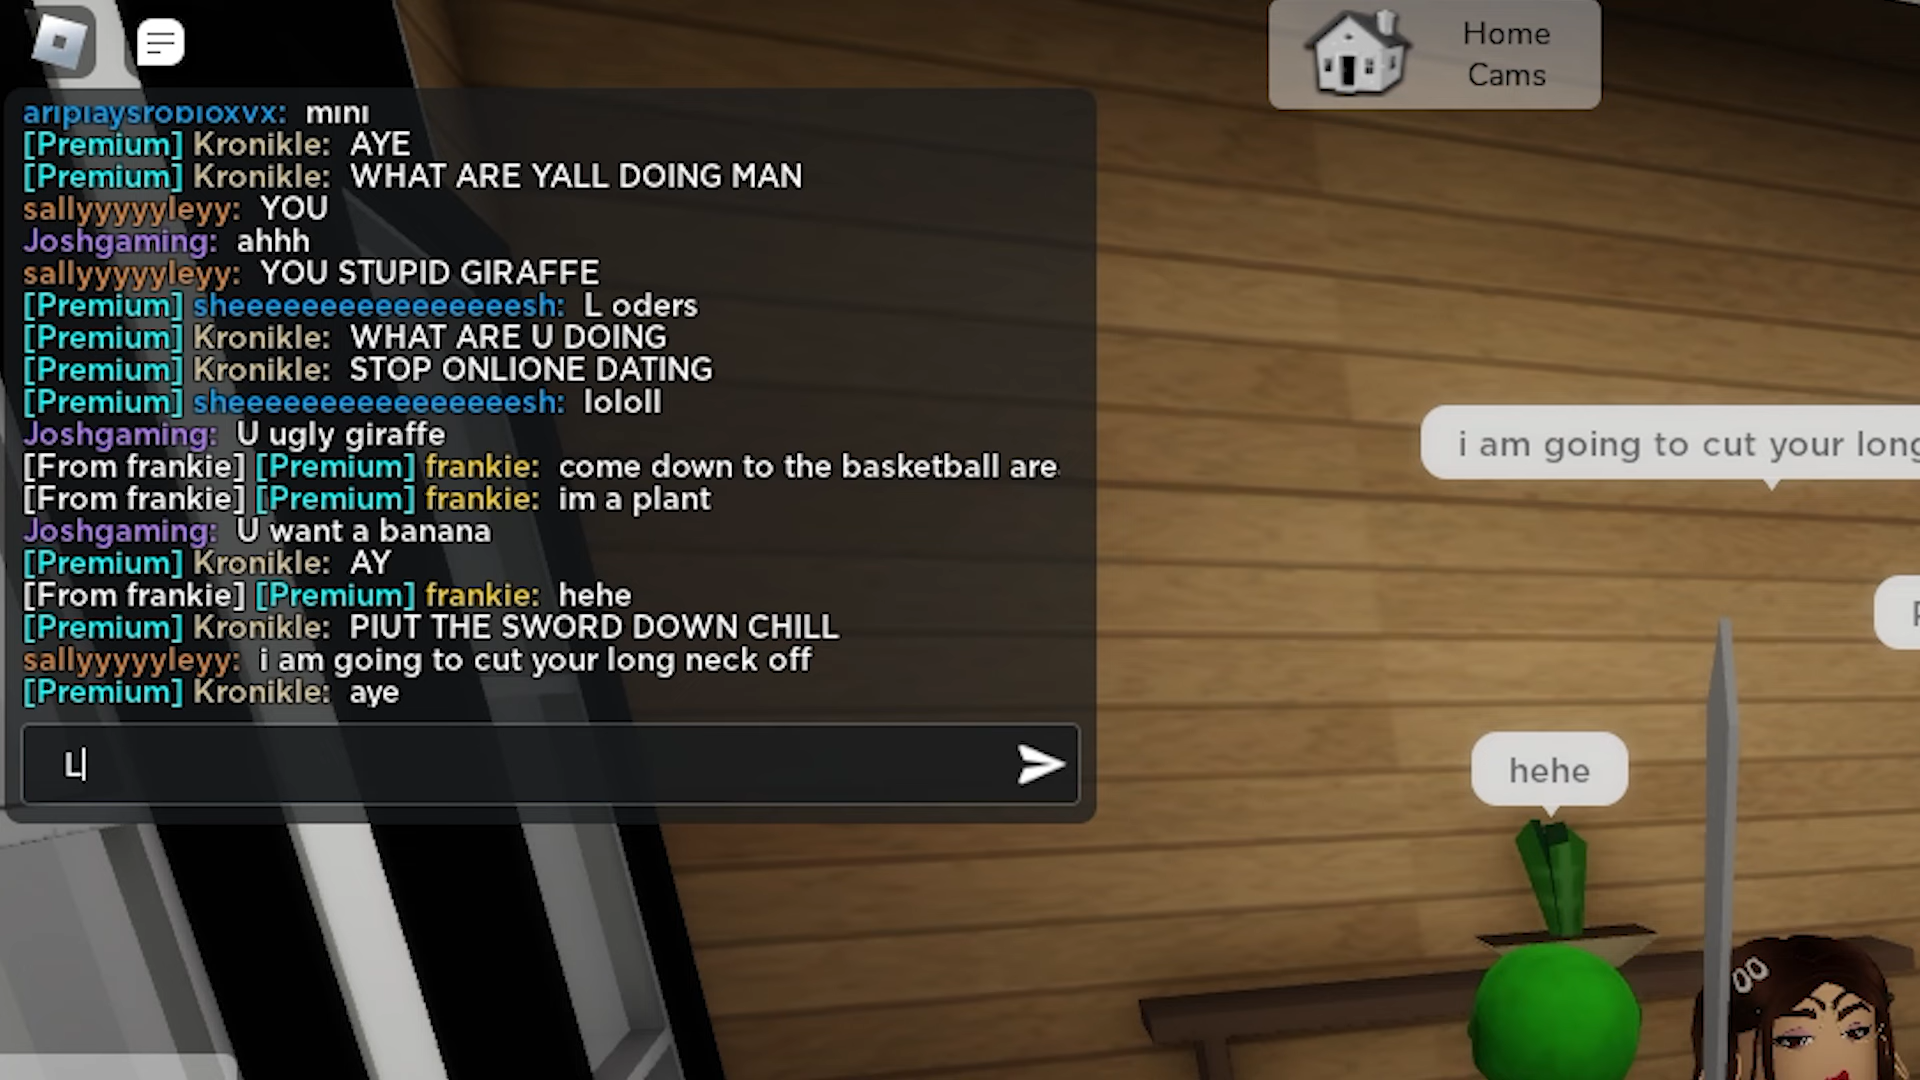 Home
Cams
ariplaysrobloxvx: mini
[Premium] Kronikle: AYE
[Premium] Kronikle: WHAT ARE YALL DOING MAN
sallyyyyyleyy: YOU
Joshgaming: ahhh
sallyyyyyleyy: YOU STUPID GIRAFFE
[Premium] sheeeeeeeeeeeeeeeesh: L oders
[Premium] Kronikle: WHAT ARE U DOING
[Premium] Kronikle: STOP ONLIONE DATING
[Premium] sheeeeeeeeeeeeeeeesh: lololl
Joshgaming: U ugly giraffe
[From frankie] [Premium] frankie: come down to the basketball are
[From frankie] [Premium] frankie: im a plant
Joshgaming: U want a banana
[Premium] Kronikle: AY
[From frankie] [Premium] frankie: hehe
[Premium] Kronikle: PIUT THE SWORD DOWN CHILL
sallyyyyyleyy: i am going to cut your long neck off
[Premium] Kronikle: aye
L
i am going to cut your long
hehe